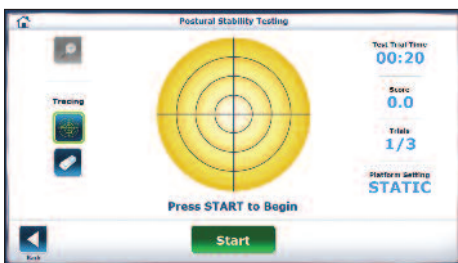 Postural Stability Testing
Test Trial Time
00:20
Tracing
Score
0.0
Trials
1/3
Platform Setting
STATIC
Press START to Begin
Start
Back